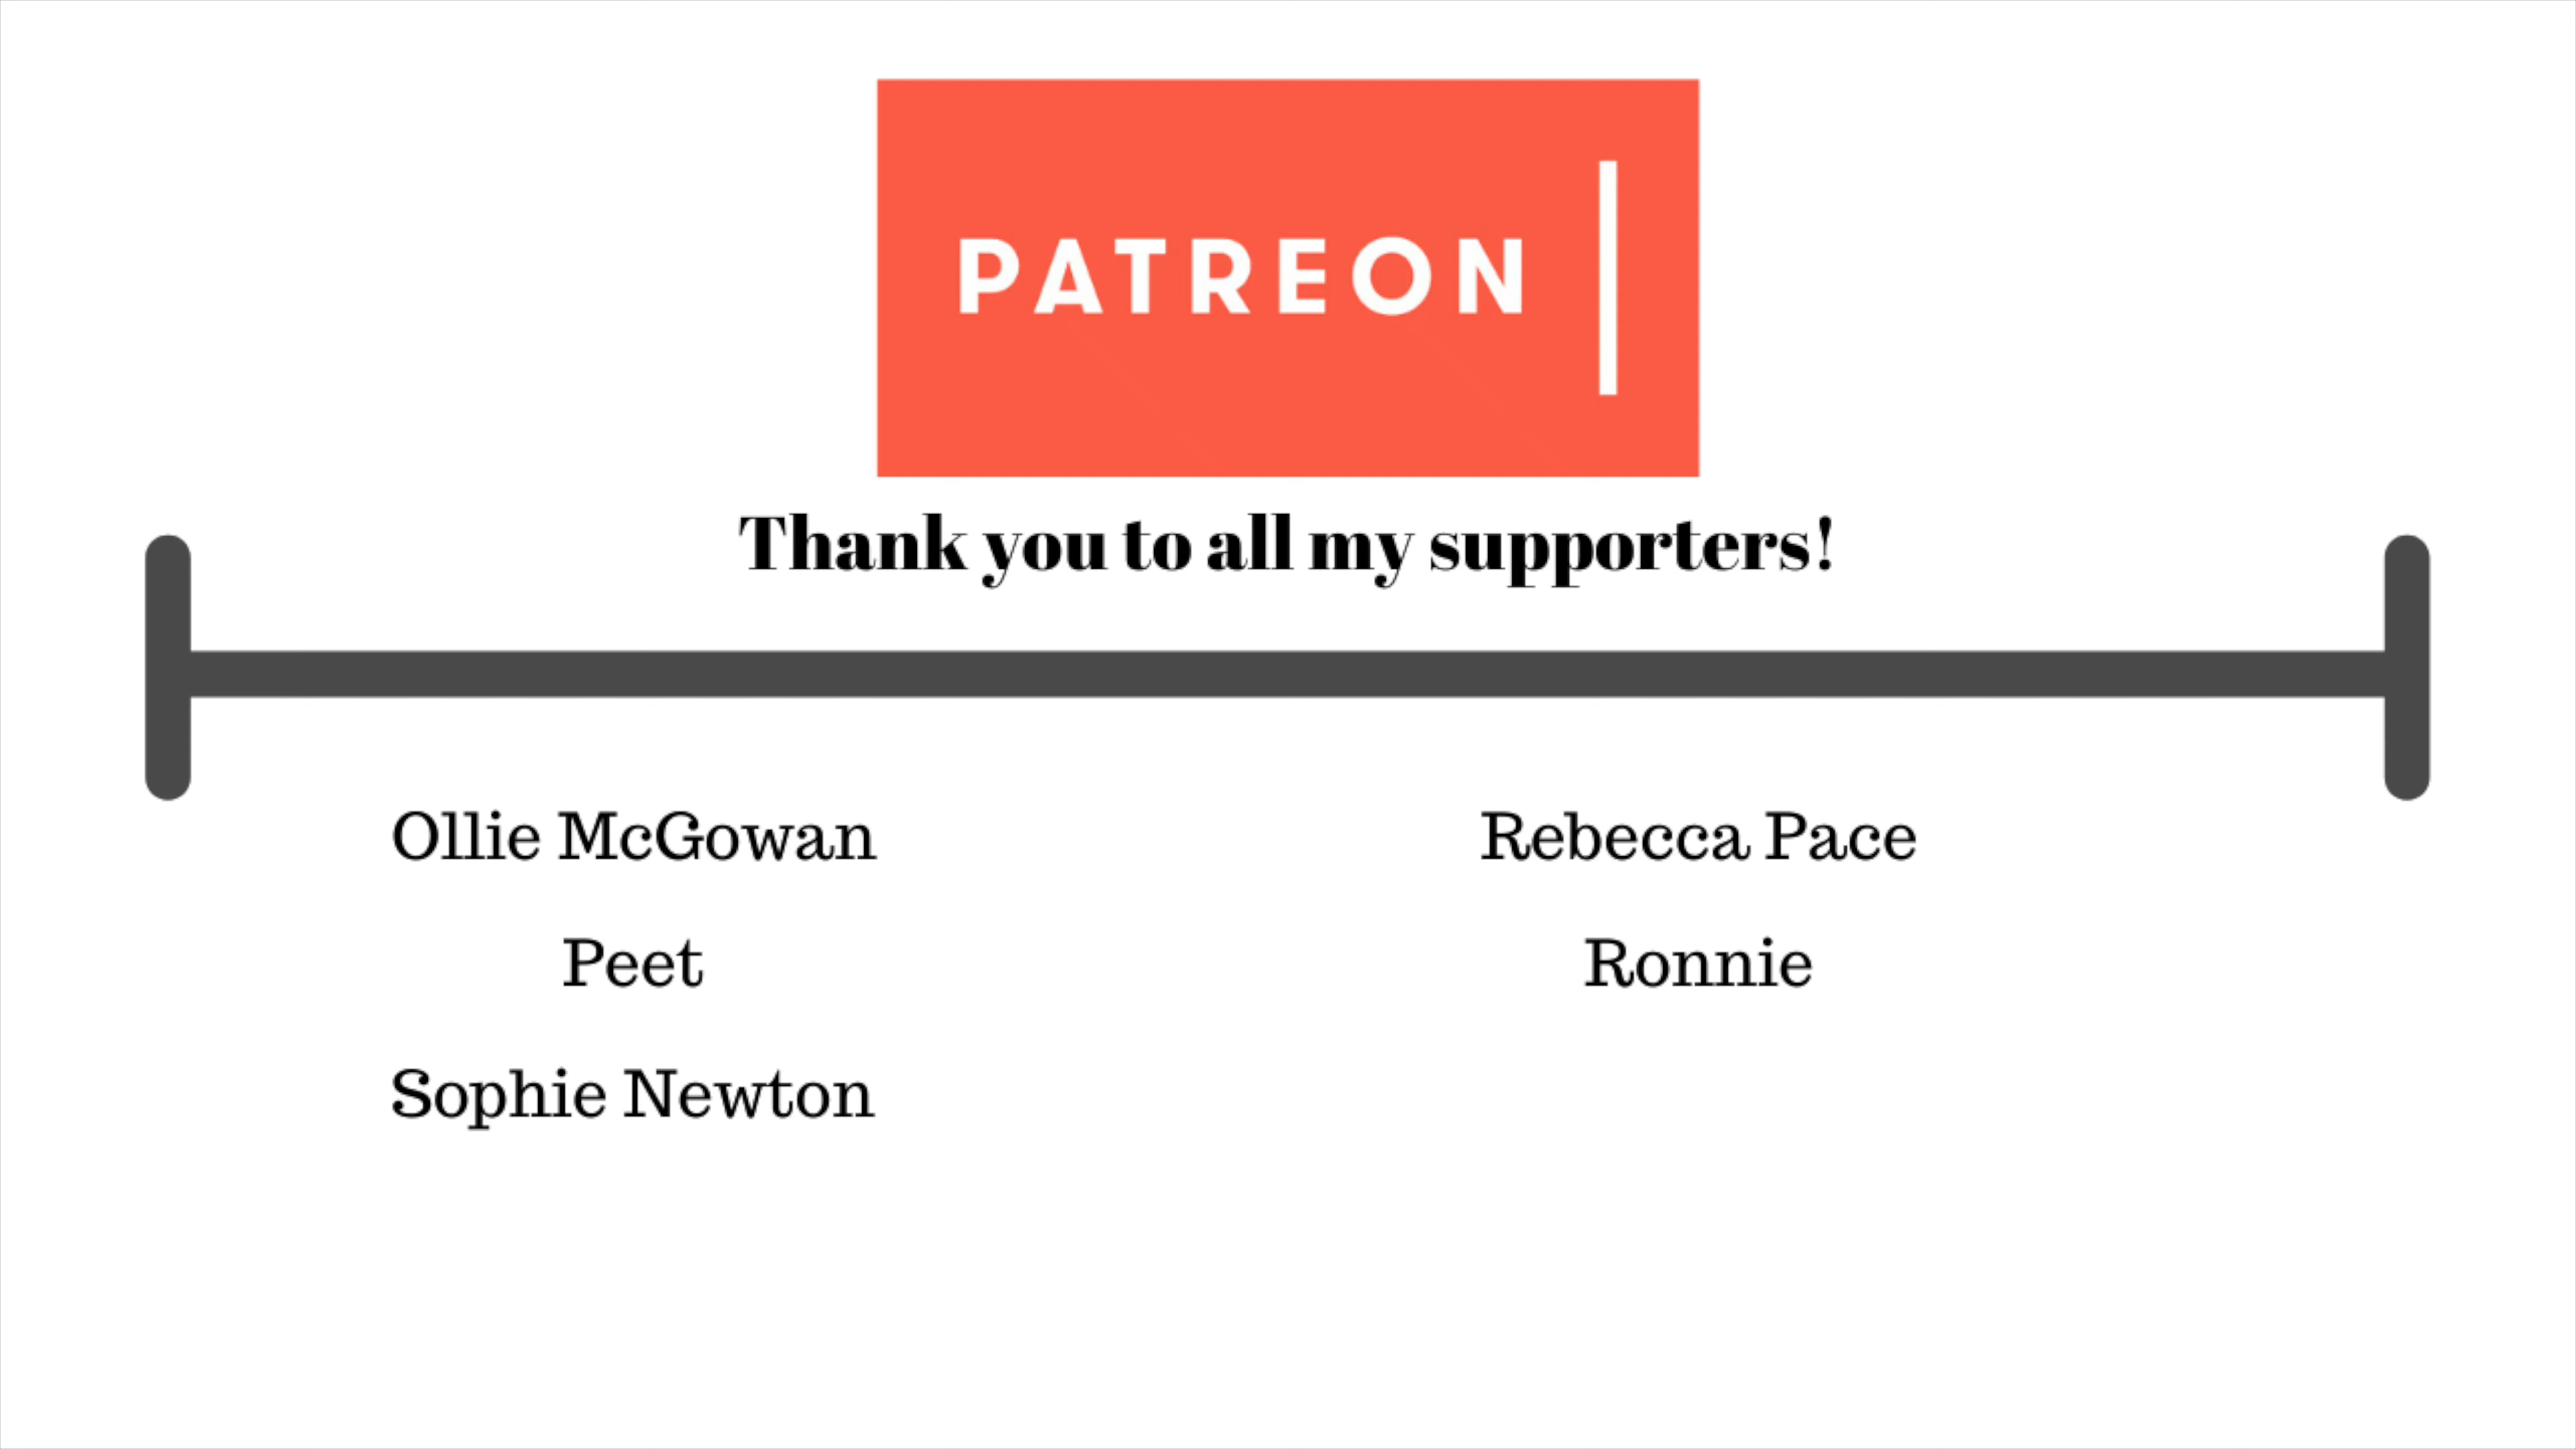 PATREON
Thank you to all my supporters!
Ollie McGowan
Peet
Sophie Newton
Rebecca Pace
Ronnie